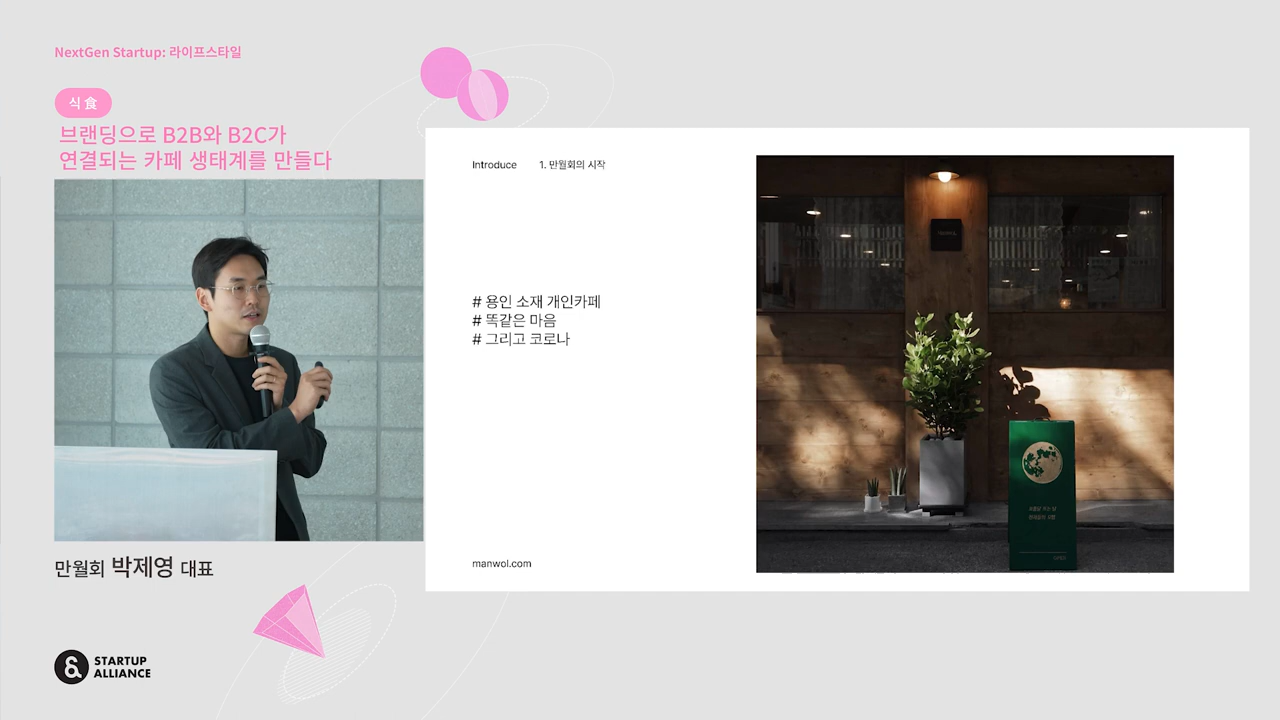 NextGen Startup: 라이프스타일
식 食
브랜딩으로 B2B와 B2C가
연결되는 카페 생태계를 만들다
Introduce 1. 만월회의 시작
# 용인 소재 개인카페
# 똑같은 마음
# 그리고 코로나
manwol.com
만월회 박제영 대표
STARTUP
ALLIANCE